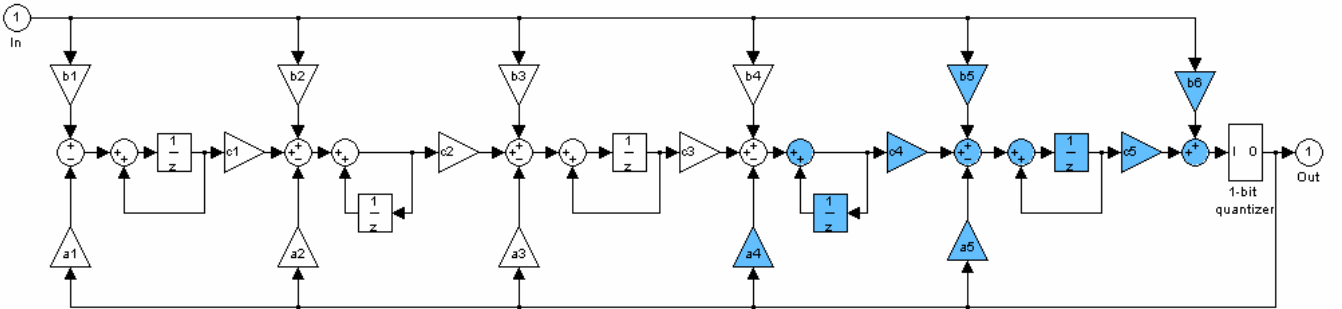 1
In
b1
b2
b3
b4
b5
b6
+
−
+
+
1
z
c1
+
+
−
+
+
c2
+
+
−
+
+
1
z
c3
+
+
−
+
+
c4
+
+
−
+
+
1
z
c5
+
+
I O
1
Out
1-bit
quantizer
1
z
1
z
a1
a2
a3
a4
a5